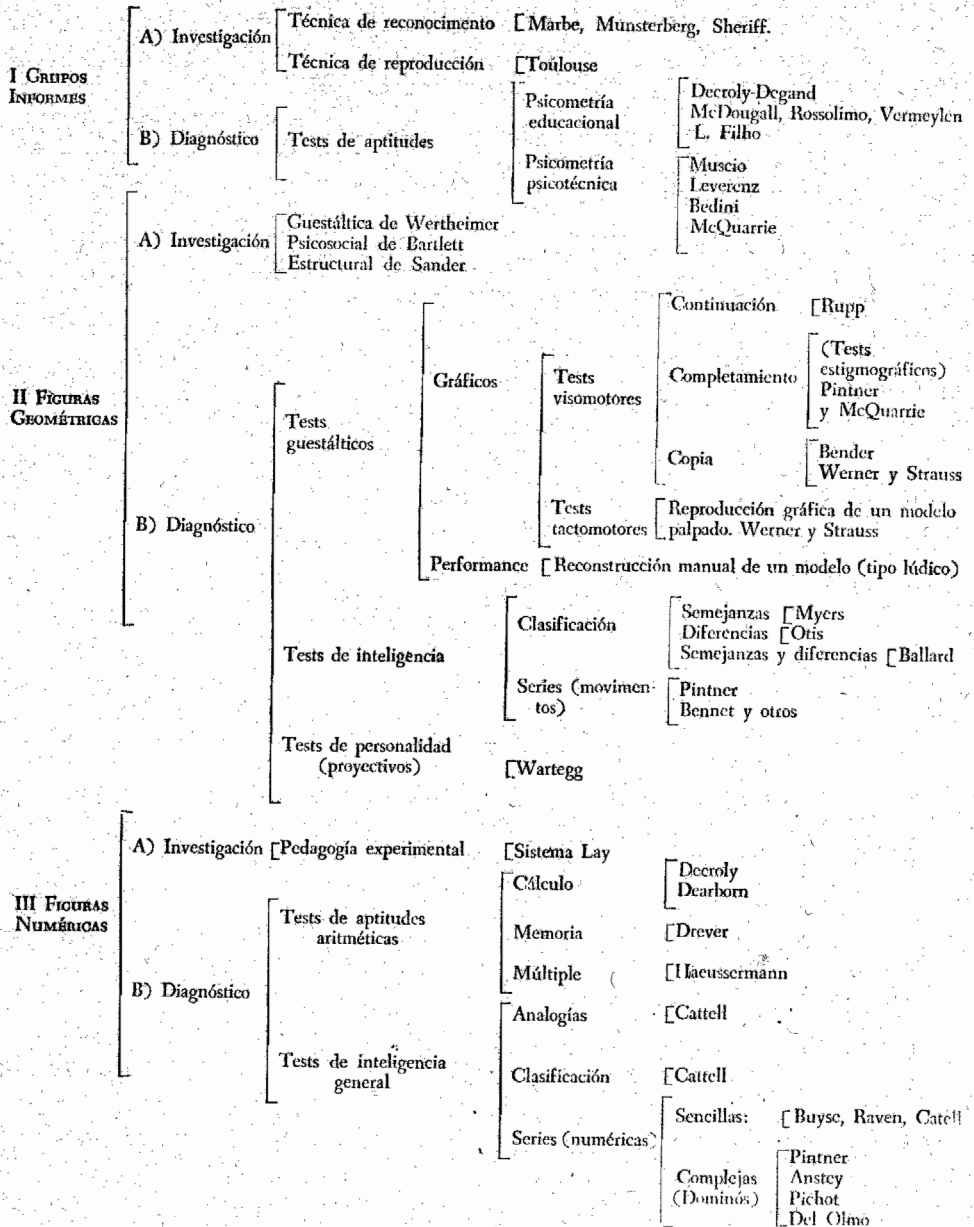 I GRUPOS
INFORMES
A) Investigación
Técnica de reconocimento
Marbe, Munsterberg, Sheriff.
Técnica de reproducción
Toulouse
B) Diagnóstico
Tests de aptitudes
Psicometría
educacional
Decroly-Degand
McDougall, Rossolimo, Vermeylen
L. Filho
Psicometría
psicotécnica
Muscio
Leverenz
Bedini
McQuarrie
II FIGURAS
GEOMÉTRICAS
A) Investigación
Guestáltica de Wertheimer
Psicosocial de Bartlett
Estructural de Sander
B) Diagnóstico
Tests
guestálticos
Gráficos
Tests
visomotores
Continuación
Rupp
Completamiento
(Tests
estigmográficos)
Pintner
y McQuarrie
Copia
Bender
Werner y Strauss
Tests
tactomotores
Reproducción gráfica de un modelo
palpado. Werner y Strauss
Performance
Reconstrucción manual de un modelo (tipo lúdico)
Tests de inteligencia
Clasificación
Semejanzas [Myers
Diferencias [Otis
Semejanzas y diferencias [Ballard
Series (movimen-
tos)
Pintner
Bennet y otros
Tests de personalidad
(proyectivos)
Wartegg
III FIGURAS
NUMÉRICAS
A) Investigación
Pedagogía experimental
Sistema Lay
B) Diagnóstico
Tests de aptitudes
aritméticas
Cálculo
Decroly
Dearborn
Memoria
Drever
Múltiple
Haeussermann
Tests de inteligencia
general
Analogías
Cattell
Clasificación
Cattell
Series (numéricas)
Sencillas:
Buyse, Raven, Catell
Complejas
(Dominós)
Pintner
Anstey
Pichot
Del Olmo